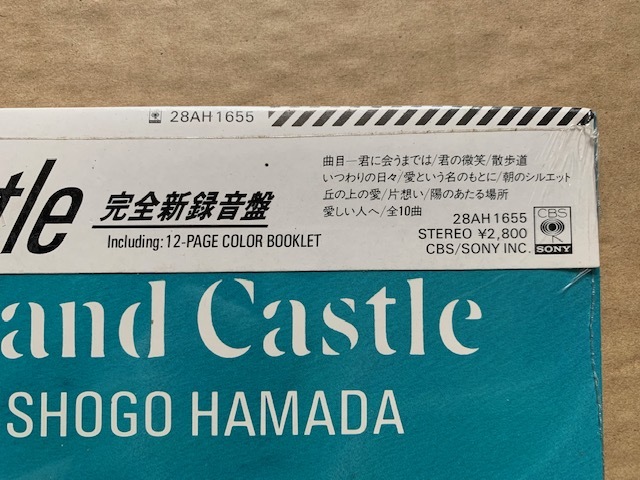 28AH1655
tle
完全新録音盤
Including: 12-PAGE COLOR BOOKLET
曲目―君に会うまでは/君の微笑/散歩道
いつわりの日々/愛という名のもとに/朝のシルエット
丘の上の愛/片想い/陽のあたる場所
愛しい人へ/全10曲
28AH1655
STEREO ¥2,800
CBS/SONY INC.
CBS
SONY
and Castle
SHOGO HAMADA